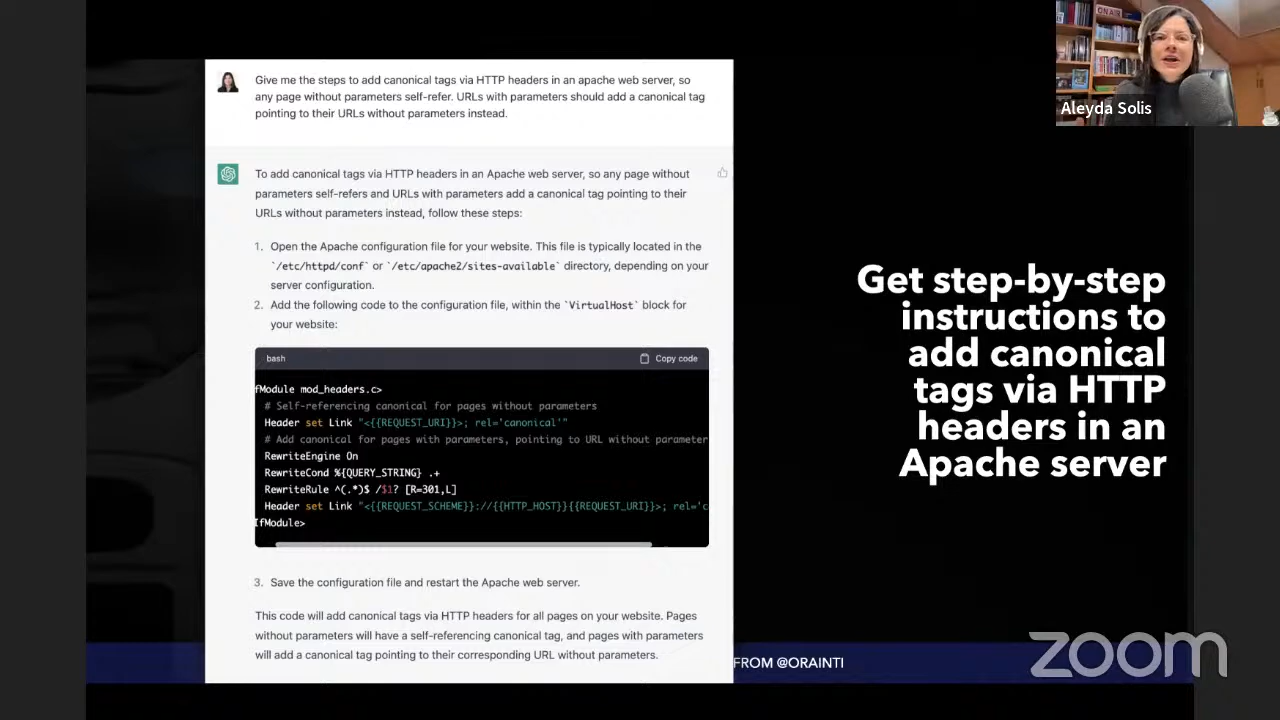 Give me the steps to add canonical tags via HTTP headers in an apache web server, so
any page without parameters self-refer. URLs with parameters should add a canonical tag
pointing to their URLs without parameters instead.
To add canonical tags via HTTP headers in an Apache web server, so any page without
parameters self-refers and URLs with parameters add a canonical tag pointing to their
URLs without parameters instead, follow these steps:
1. Open the Apache configuration file for your website. This file is typically located in the
`/etc/httpd/conf` or `/etc/apache2/sites-available` directory, depending on your
server configuration.
2. Add the following code to the configuration file, within the `VirtualHost` block for
your website:
bash Copy code
fModule mod_headers.c>
# Self-referencing canonical for pages without parameters
Header set Link "<{{REQUEST_URI}}>; rel='canonical'"
# Add canonical for pages with parameters, pointing to URL without parameter
RewriteEngine On
RewriteCond %{QUERY_STRING} .+
RewriteRule ^(.*)$ /$1? [R=301,L]
Header set Link "<{{REQUEST_SCHEME}}://{{HTTP_HOST}}{{REQUEST_URI}}>; rel='c
IfModule>
3. Save the configuration file and restart the Apache web server.
This code will add canonical tags via HTTP headers for all pages on your website. Pages
without parameters will have a self-referencing canonical tag, and pages with parameters
will add a canonical tag pointing to their corresponding URL without parameters.
Get step-by-step
instructions to
add canonical
tags via HTTP
headers in an
Apache server
FROM @ORAINTI
zoom
ON AIR
Aleyda Solis